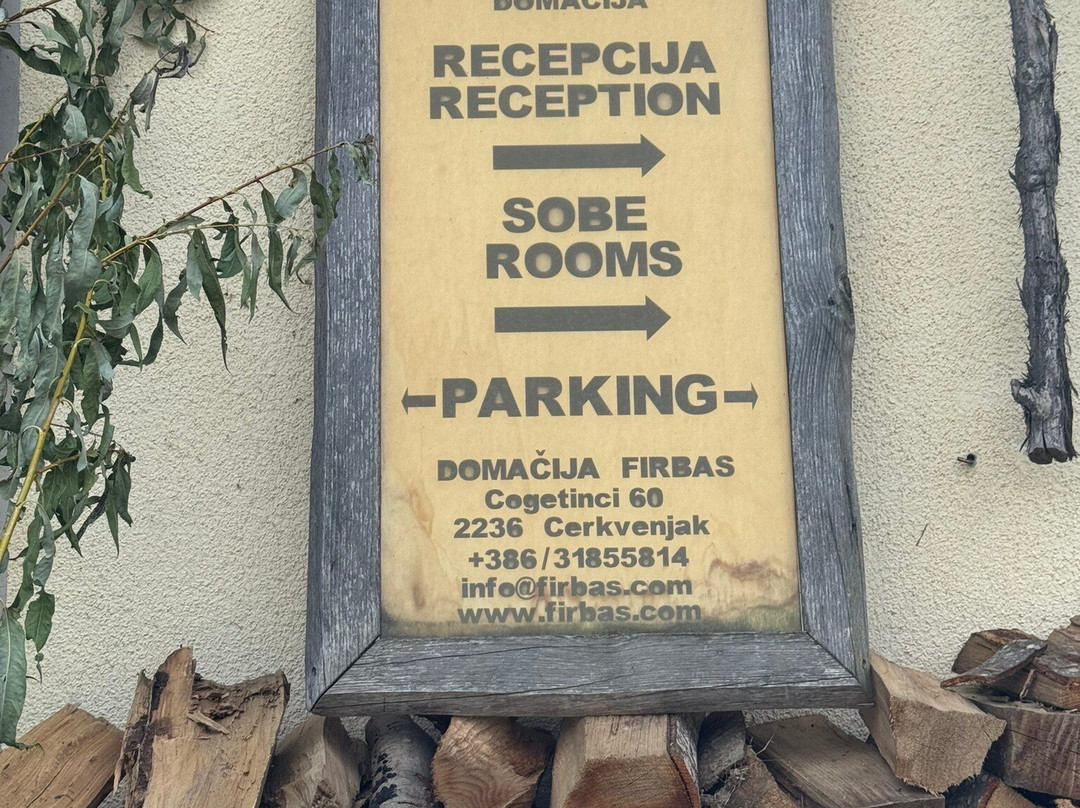 DOMAČIJA
RECEPCIJA
RECEPTION
SOBE
ROOMS
PARKING
DOMAČIJA FIRBAS
Cogetinci 60
2236 Cerkvenjak
+386/31855814
info@firbas.com
www.firbas.com